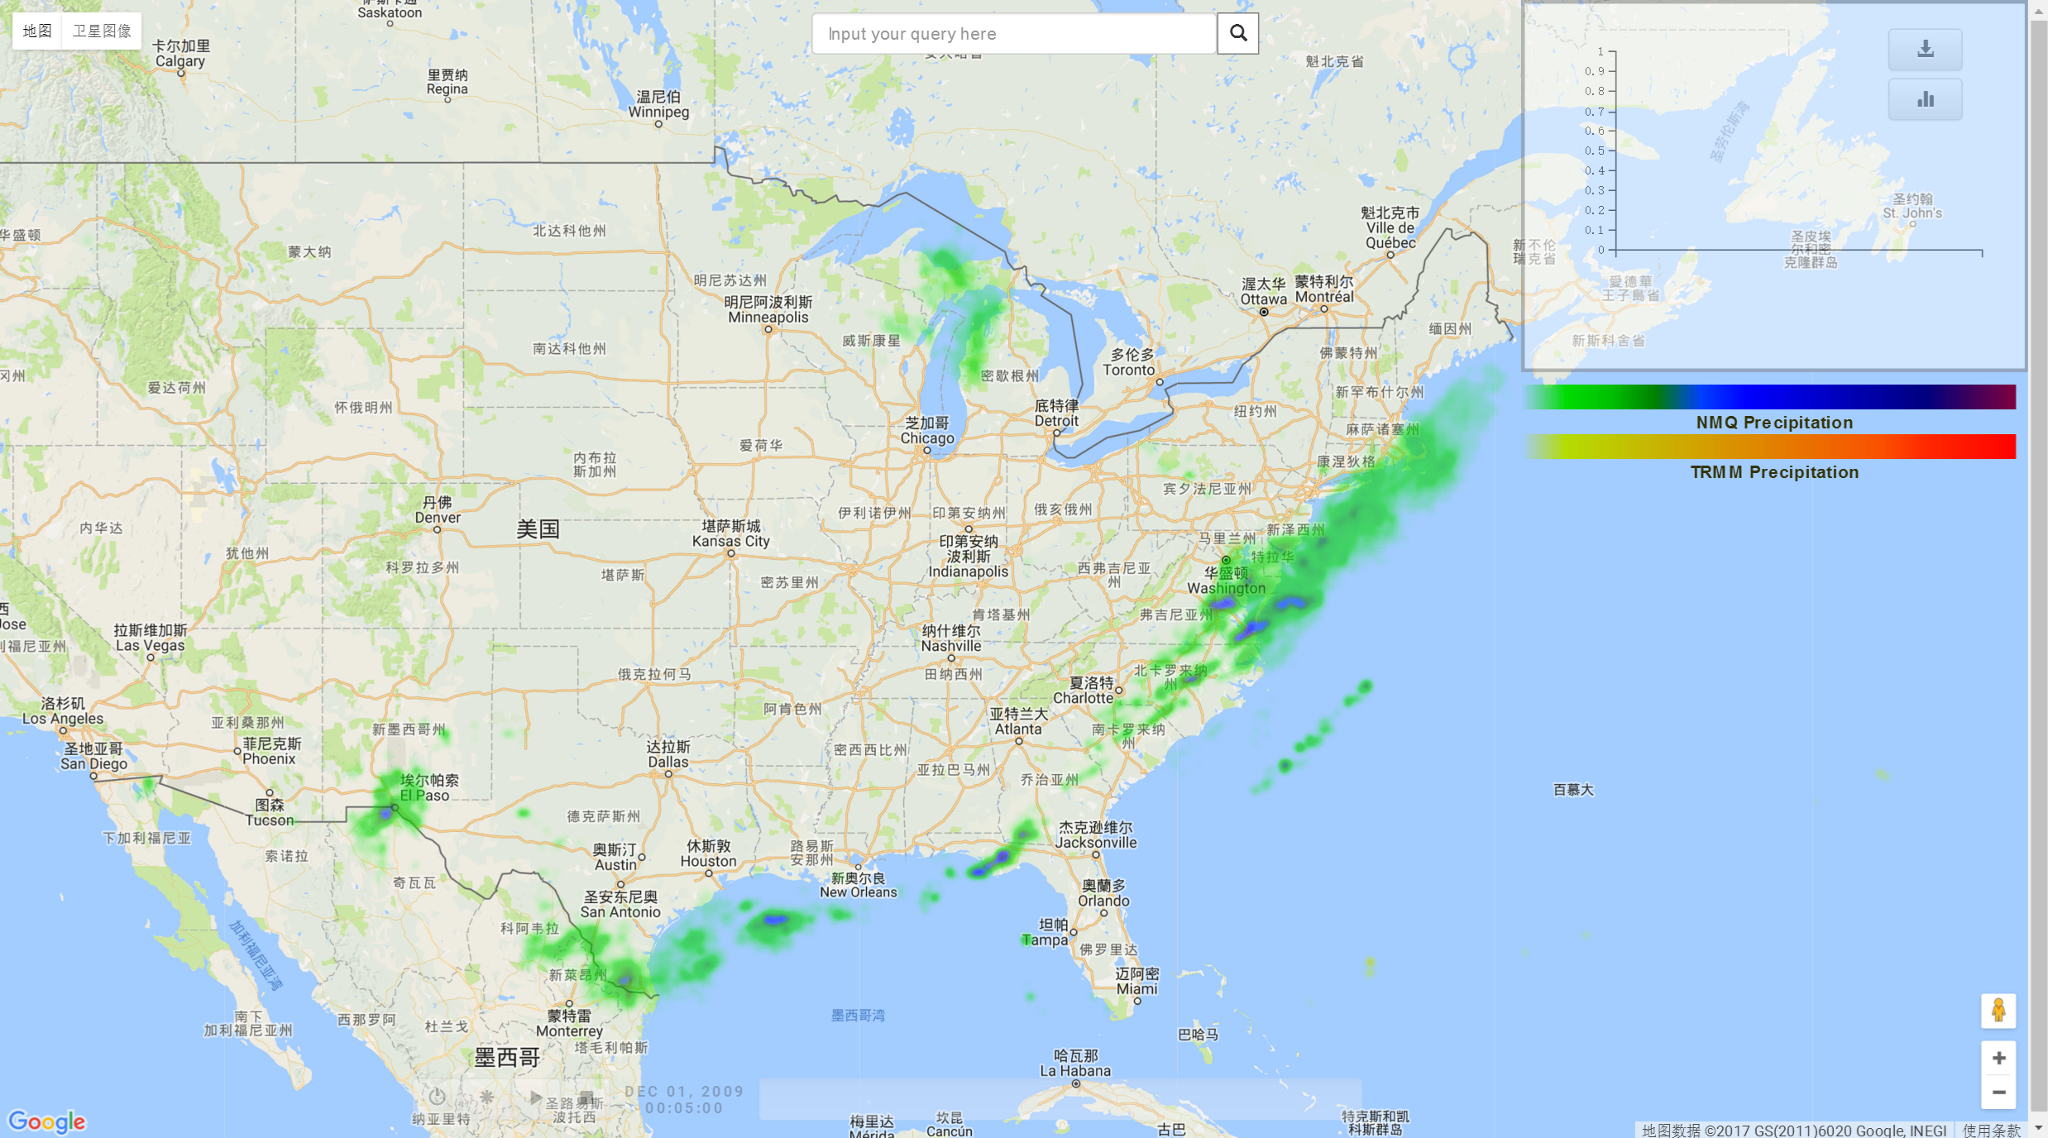 萨斯卡通
Saskatoon
地图
卫星图像
卡尔加里
Calgary
里贾纳
Regina
温尼伯
Winnipeg
Input your query here
魁北克省
1
0.9
0.8
0.7
0.6
0.5
0.4
0.3
0.2
0.1
0
圣劳伦斯湾
圣约翰
St. John's
圣皮埃
尔和密
克隆群岛
新不伦
瑞克省
愛德華
王子島省
新斯科舍省
NMQ Precipitation
TRMM Precipitation
华盛顿
蒙大纳
北达科他州
明尼苏达州
明尼阿波利斯
Minneapolis
魁北克市
Ville de
Québec
渥太华
Ottawa
蒙特利尔
Montréal
缅因州
威斯康星
南达科他州
多伦多
Toronto
佛蒙特州
冈州
爱达荷州
密歇根州
新罕布什尔州
怀俄明州
底特律
Detroit
纽约州
麻萨诸塞州
芝加哥
Chicago
爱荷华
内布拉
斯加州
康涅狄格
宾夕法尼亚州
丹佛
Denver
美国
内华达
堪萨斯城
Kansas City
伊利诺伊州
印第安纳州
俄亥俄州
新泽西州
马里兰州
特拉华
印第安纳
波利斯
Indianapolis
犹他州
科罗拉多州
堪萨斯
密苏里州
西弗吉尼亚
州
华盛顿
Washington
肯塔基州
弗吉尼亚州
西
Jose
利福尼亚州
拉斯维加斯
Las Vegas
纳什维尔
Nashville
俄克拉何马
田纳西州
北卡罗来纳
州
夏洛特
Charlotte
洛杉矶
Los Angeles
亚利桑那州
新墨西哥州
阿肯色州
亚特兰大
Atlanta
南卡罗来纳
州
圣地亚哥
San Diego
菲尼克斯
Phoenix
达拉斯
Dallas
密西西比州
亚拉巴马州
乔治亚州
埃尔帕索
El Paso
百慕大
图森
Tucson
德克萨斯州
下加利福尼亚
索诺拉
奥斯汀
Austin
休斯敦
Houston
路易斯
安那州
杰克逊维尔
Jacksonville
奇瓦瓦
新奥尔良
New Orleans
圣安东尼奥
San Antonio
奧蘭多
Orlando
科阿韦拉
坦帕
Tampa
佛罗里达
加利福尼亚湾
新莱昂州
迈阿密
Miami
南下
加利福尼亚州
西那罗阿
杜兰戈
蒙特雷
Monterrey
墨西哥湾
塔毛利帕斯
巴哈马
墨西哥
哈瓦那
La Habana
DEC 01, 2009
00:05:00
圣路易斯
波托西
纳亚里特
Google
梅里达
Mérida
坎昆
Cancún
古巴
特克斯和凯
科斯群岛
地图数据 ©2017 GS(2011)6020 Google, INEGI
使用条款